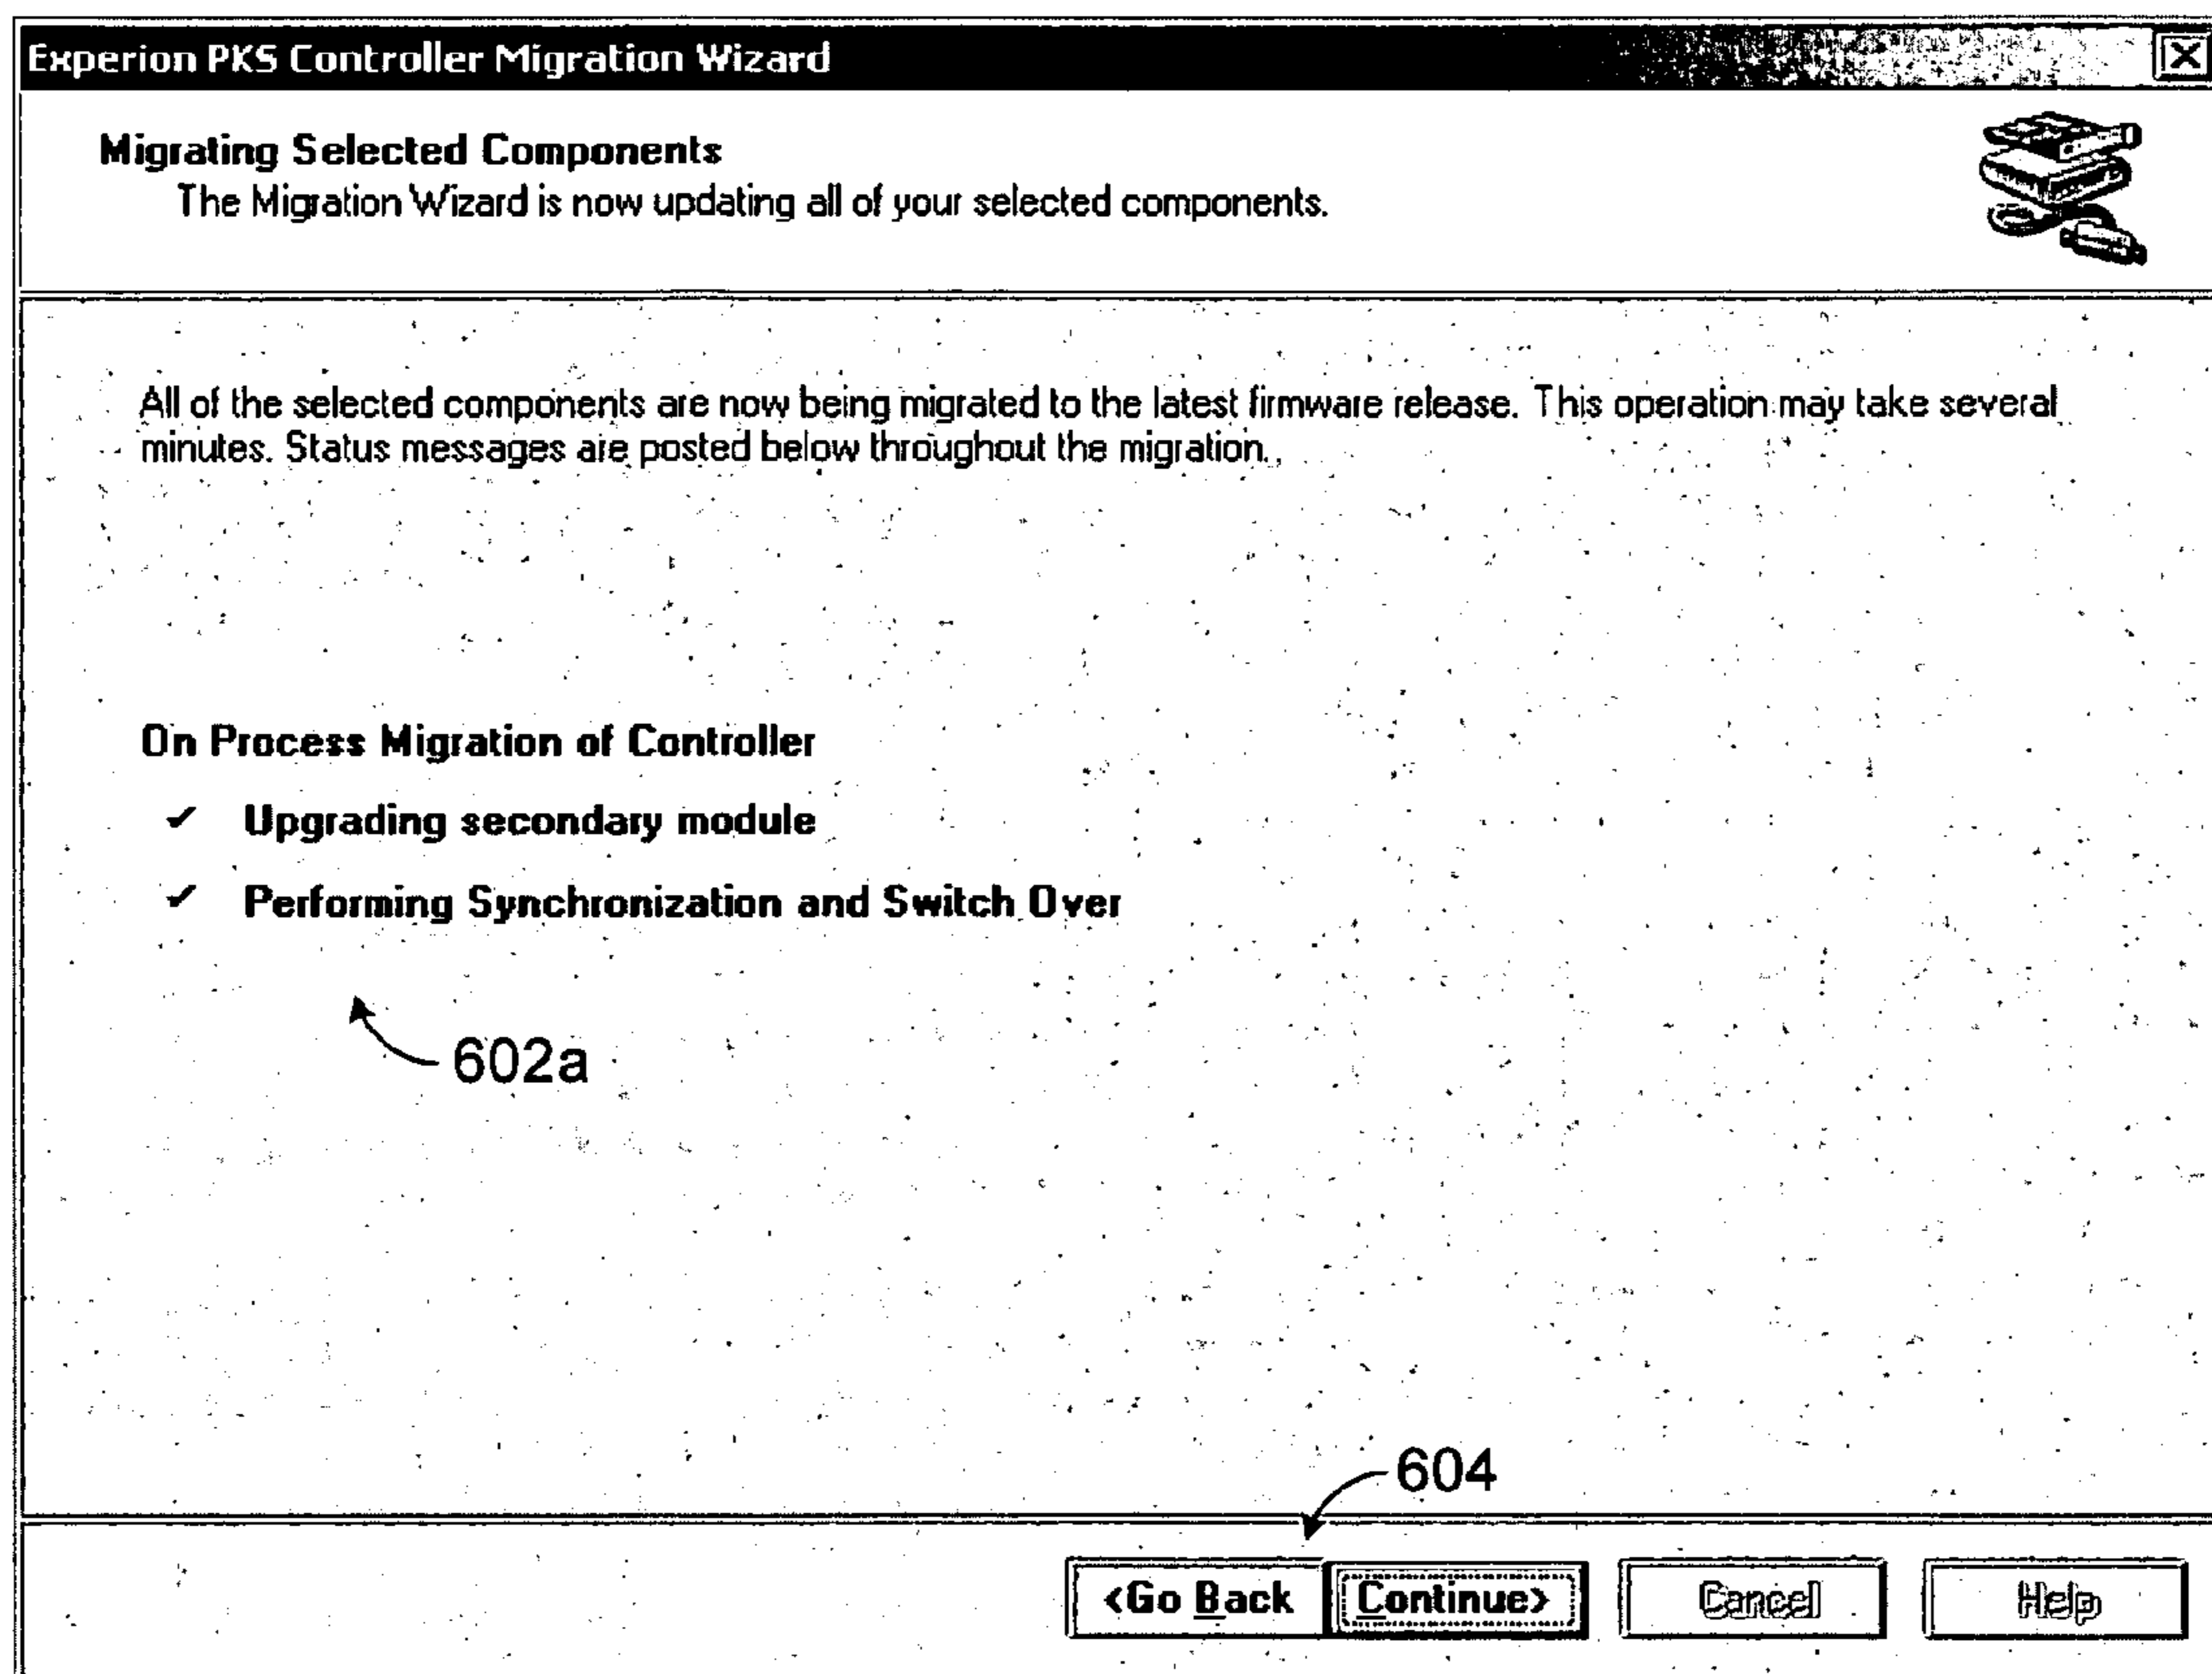 Experion PKS Controller Migration Wizard
Migrating Selected Components
The Migration Wizard is now updating all of your selected components.
All of the selected components are now being migrated to the latest firmware release. This operation may take several
minutes. Status messages are posted below throughout the migration.
On Process Migration of Controller
✓ Upgrading secondary module
✓ Performing Synchronization and Switch Over
602a
604
<Go Back Continue> Cancel Help